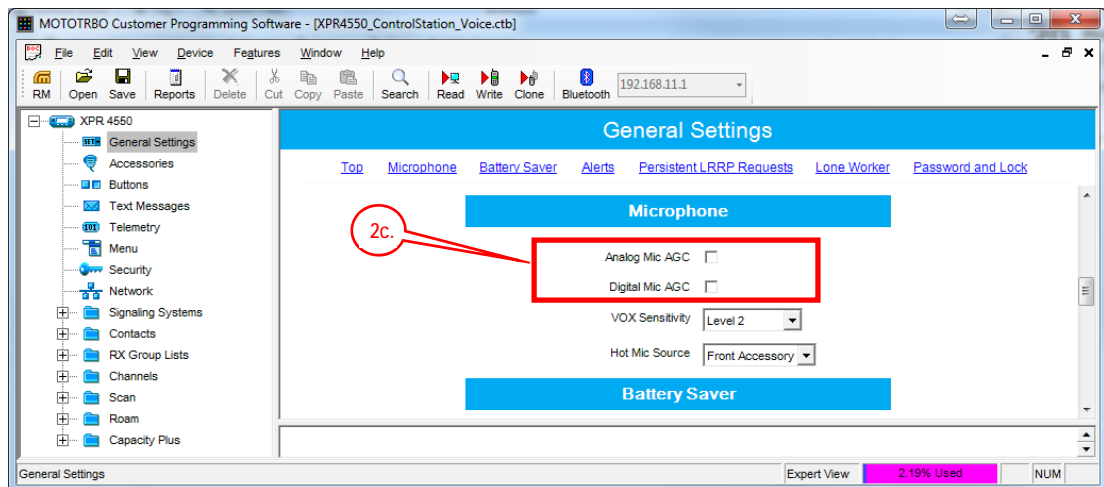 MOTOTRBO Customer Programming Software - [XPR4550_ControlStation_Voice.ctb]
File Edit View Device Features Window Help
RM Open Save Reports Delete Cut Copy Paste Search Read Write Clone Bluetooth 192.168.11.1
XPR 4550
General Settings
Accessories
Buttons
Text Messages
Telemetry
Menu
Security
Network
Signaling Systems
Contacts
RX Group Lists
Channels
Scan
Roam
Capacity Plus
General Settings
Top Microphone Battery Saver Alerts Persistent LRRP Requests Lone Worker Password and Lock
Microphone
2c.
Analog Mic AGC
Digital Mic AGC
VOX Sensitivity Level 2
Hot Mic Source Front Accessory
Battery Saver
General Settings Expert View 2.19% Used NUM